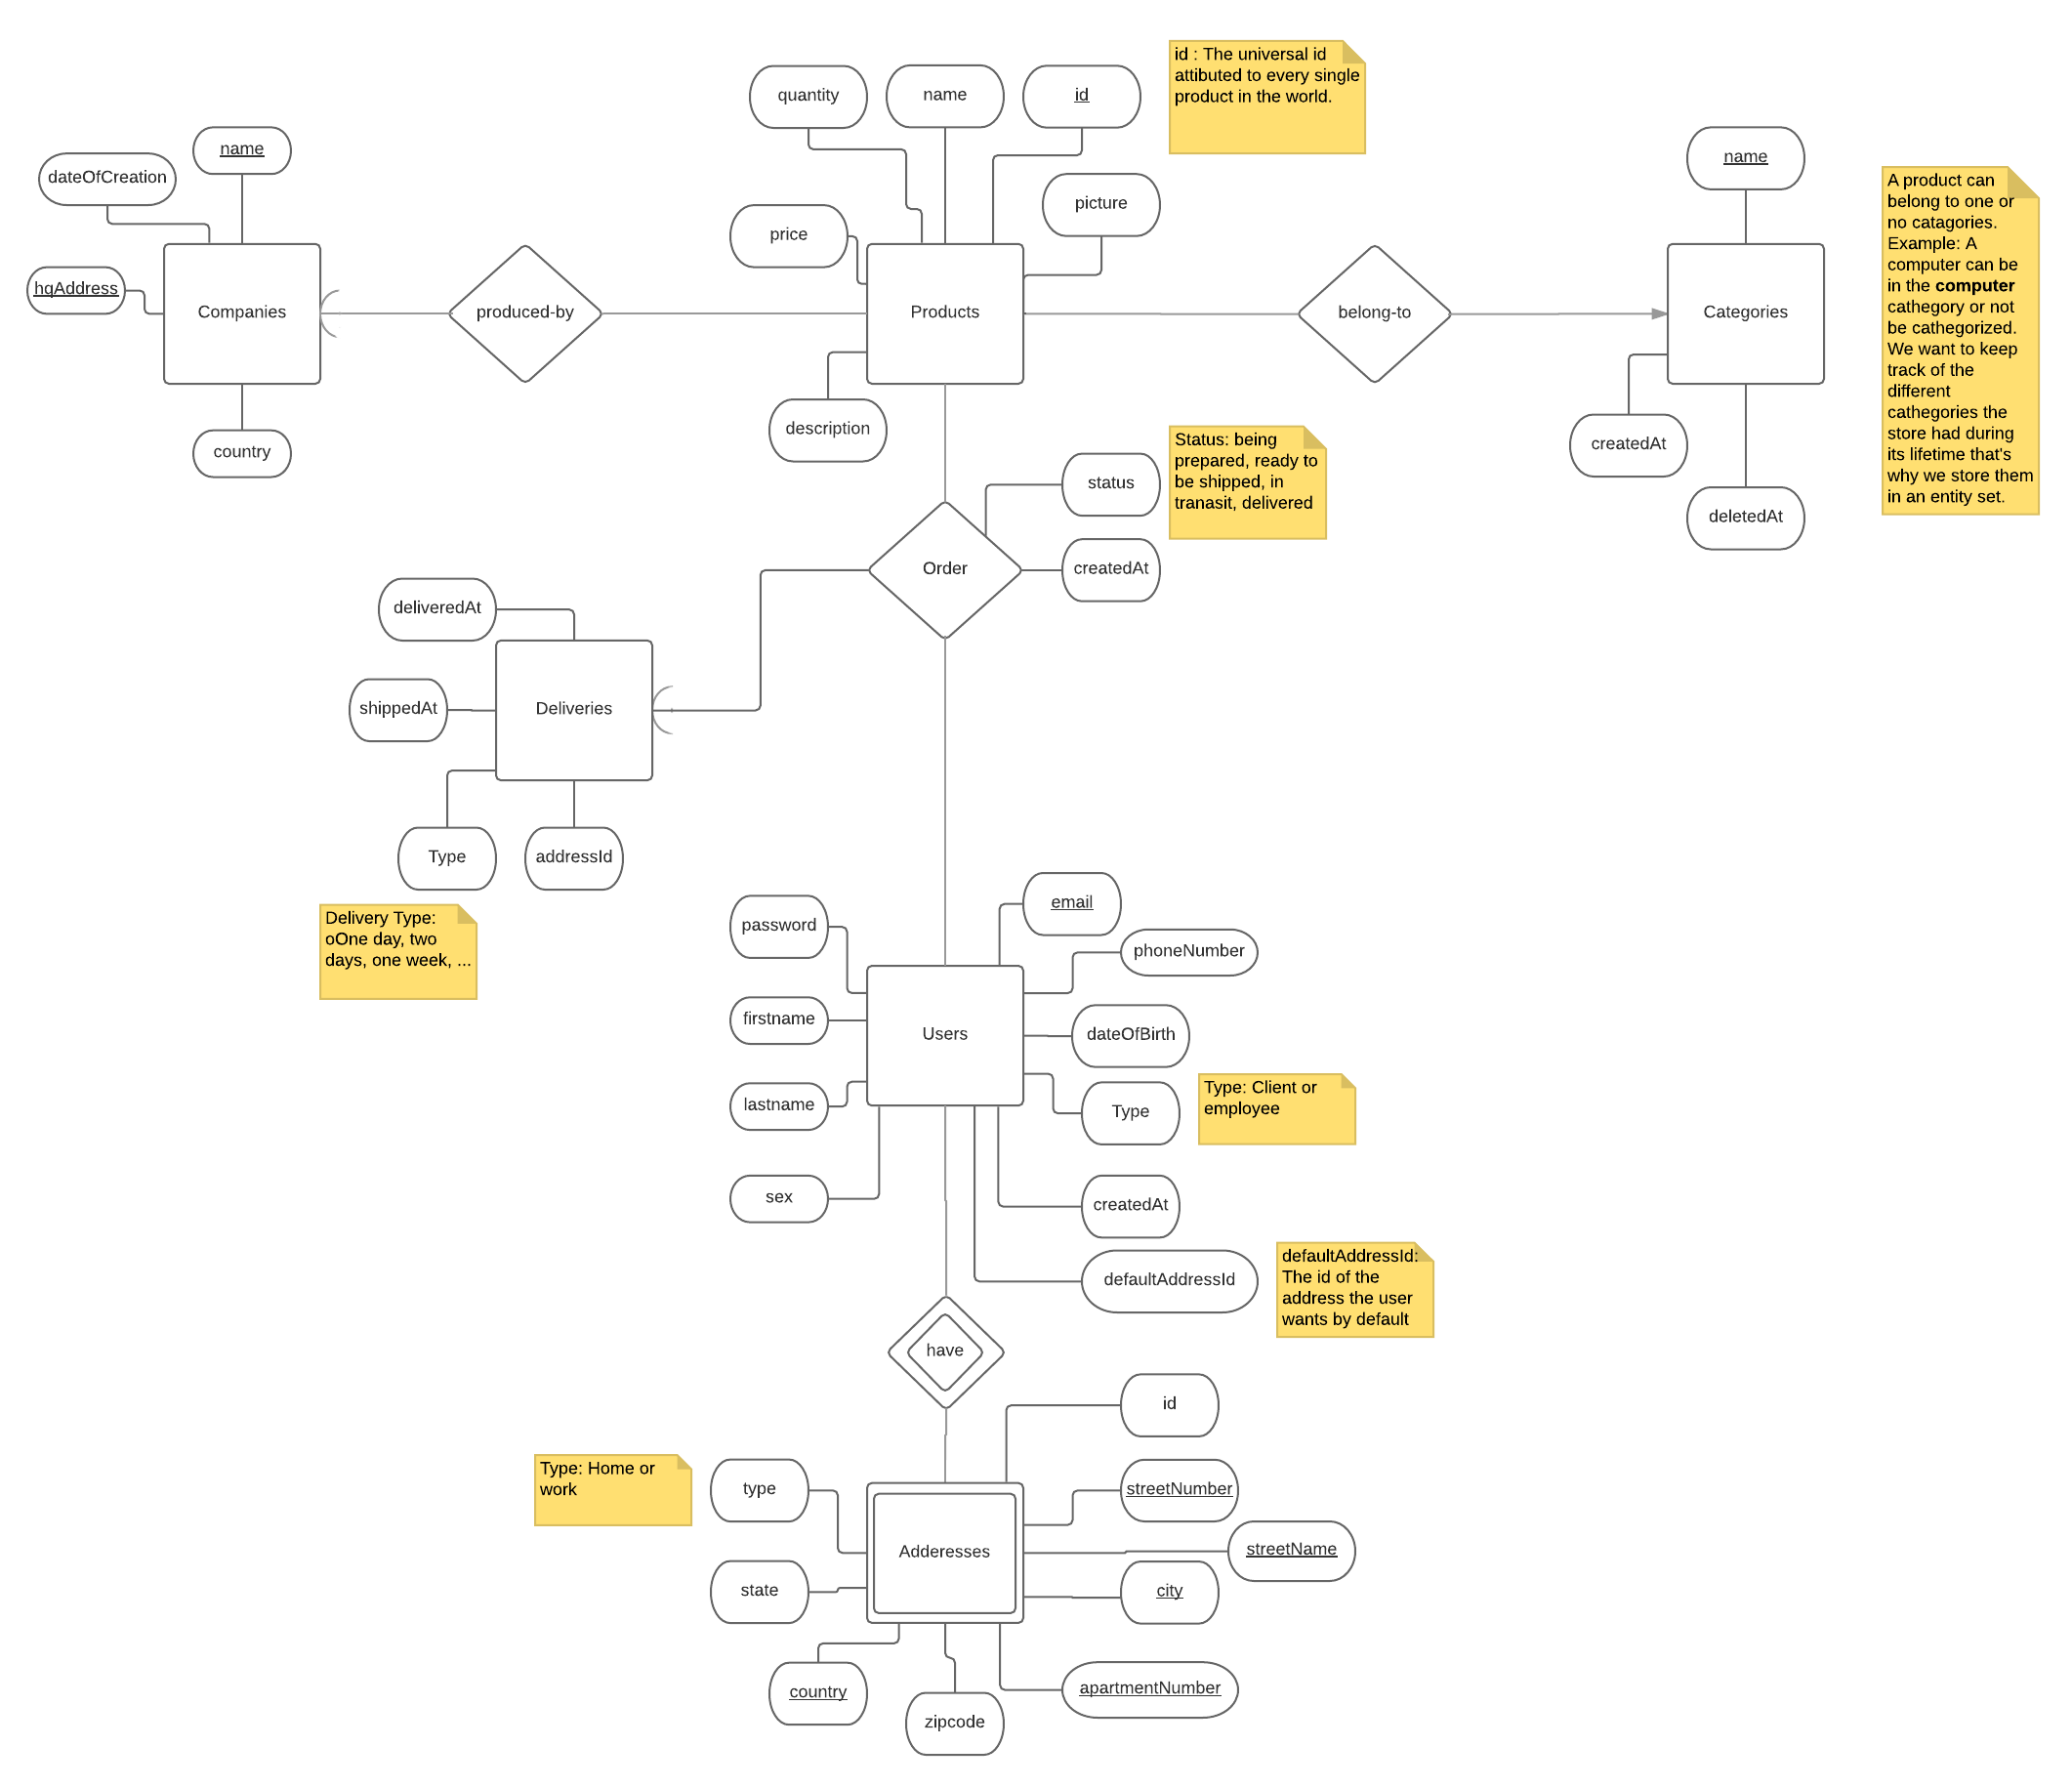 quantity
name
id
id : The universal id
attibuted to every single
product in the world.
name
dateOfCreation
name
A product can
belong to one or
no catagories.
Example: A
computer can be
in the computer
cathegory or not
be cathegorized.
We want to keep
track of the
different
cathegories the
store had during
its lifetime that's
why we store them
in an entity set.
price
picture
hqAddress
Companies
produced-by
Products
belong-to
Categories
country
description
createdAt
deletedAt
status
Status: being
prepared, ready to
be shipped, in
tranasit, delivered
Order
createdAt
deliveredAt
shippedAt
Deliveries
Type
addressId
Delivery Type:
oOne day, two
days, one week, ...
password
email
phoneNumber
firstname
Users
dateOfBirth
lastname
Type
Type: Client or
employee
sex
createdAt
defaultAddressId
defaultAddressId:
The id of the
address the user
wants by default
have
id
Type: Home or
work
type
streetNumber
Adderesses
streetName
state
city
country
zipcode
apartmentNumber